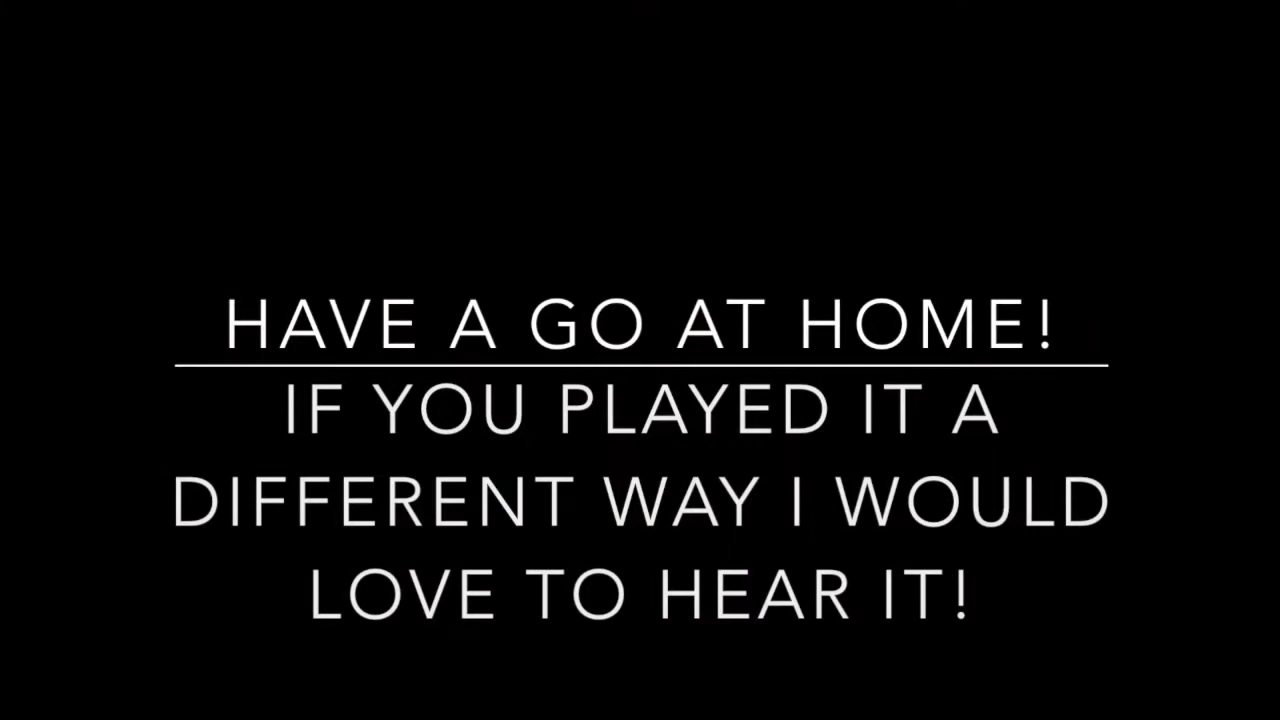 HAVE A GO AT HOME!
IF YOU PLAYED IT A
DIFFERENT WAY I WOULD
LOVE TO HEAR IT!